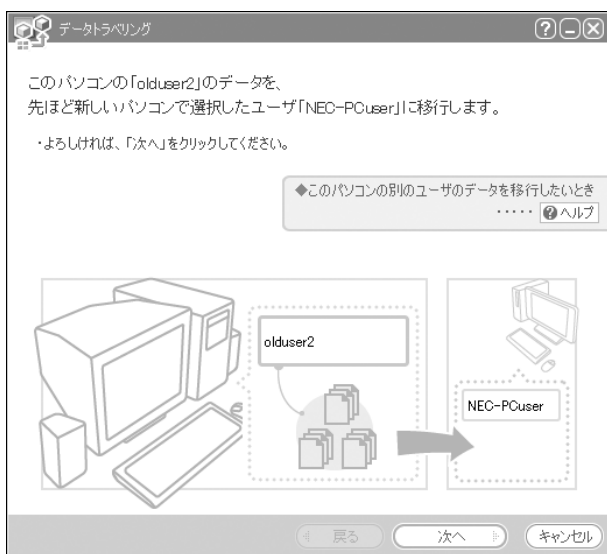 データトラベリング
このパソコンの「olduser2」のデータを、
先ほど新しいパソコンで選択したユーザ「NEC-PCuser」に移行します。
・よろしければ、「次へ」をクリックしてください。
◆このパソコンの別のユーザのデータを移行したいとき
・・・・・ ?ヘルプ
olduser2
NEC-PCuser
戻る 次へ キャンセル